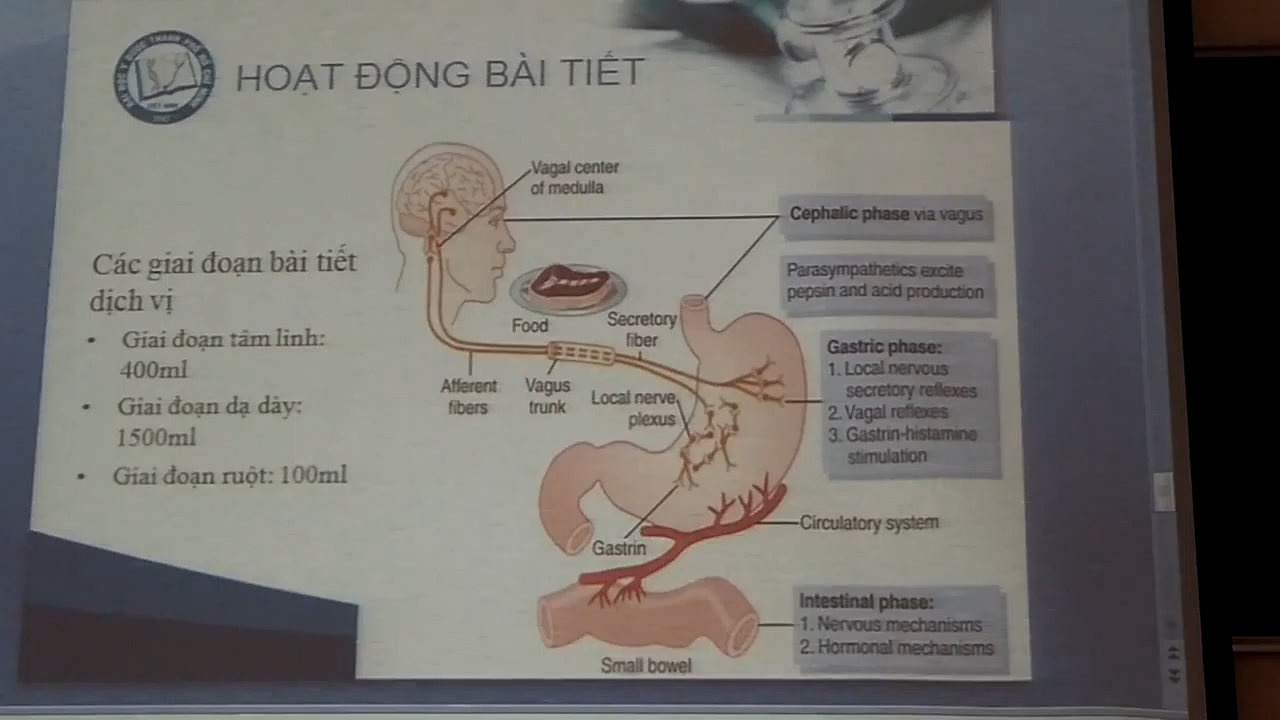 HOẠT ĐỘNG BÀI TIẾT
Các giai đoạn bài tiết
dịch vị
• Giai đoạn tâm linh:
400ml
• Giai đoạn dạ dày:
1500ml
• Giai đoạn ruột: 100ml
Vagal center
of medulla
Food
Secretory
fiber
Afferent
fibers
Vagus
trunk
Local nerve
plexus
Gastrin
Circulatory system
Small bowel
Cephalic phase via vagus
Parasympathetics excite
pepsin and acid production
Gastric phase:
1. Local nervous
secretory reflexes
2. Vagal reflexes
3. Gastrin-histamine
stimulation
Intestinal phase:
1. Nervous mechanisms
2. Hormonal mechanisms